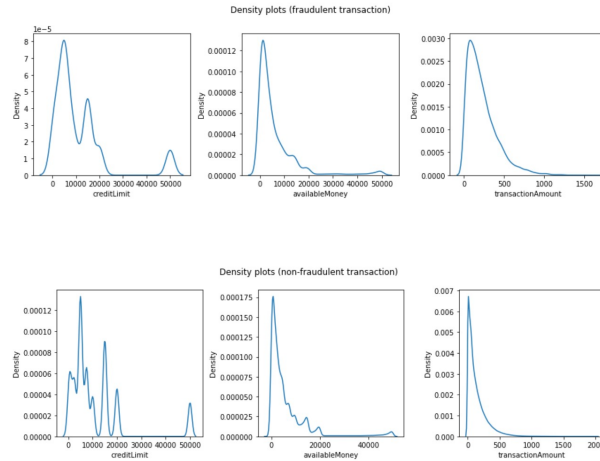 Density plots (fraudulent transaction)
1e−5
8
7
6
5
4
3
2
1
0
Density
0 10000 20000 30000 40000 50000
creditLimit
0.00012
0.00010
0.00008
0.00006
0.00004
0.00002
0.00000
Density
0 10000 20000 30000 40000 50000
availableMoney
0.0030
0.0025
0.0020
0.0015
0.0010
0.0005
0.0000
Density
0 500 1000 1500
transactionAmount
Density plots (non-fraudulent transaction)
0.00012
0.00010
0.00008
0.00006
0.00004
0.00002
0.00000
Density
0 10000 20000 30000 40000 50000
creditLimit
0.000175
0.000150
0.000125
0.000100
0.000075
0.000050
0.000025
0.000000
Density
0 20000 40000
availableMoney
0.007
0.006
0.005
0.004
0.003
0.002
0.001
0.000
Density
0 500 1000 1500
transactionAmount